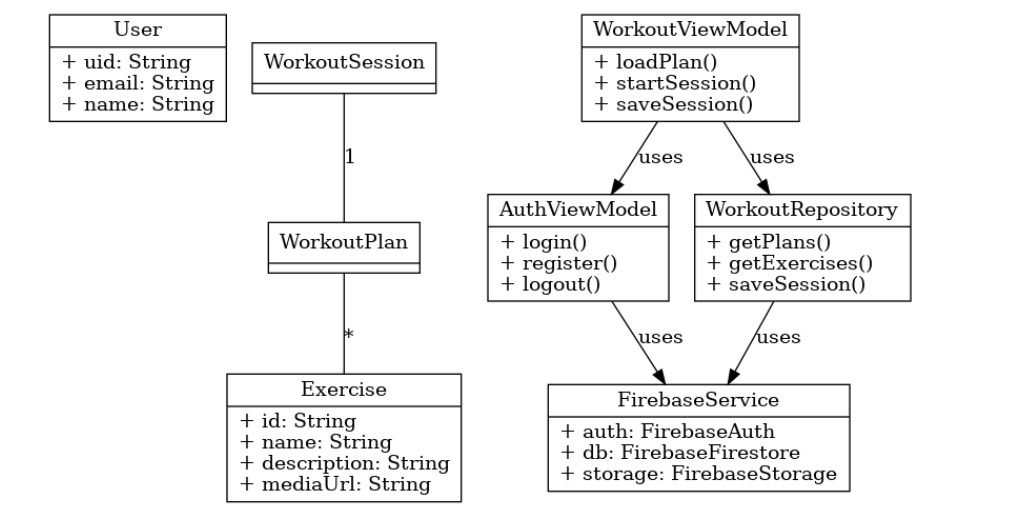 User
+ uid: String
+ email: String
+ name: String
WorkoutSession
1
WorkoutPlan
*
Exercise
+ id: String
+ name: String
+ description: String
+ mediaUrl: String
WorkoutViewModel
+ loadPlan()
+ startSession()
+ saveSession()
uses
uses
AuthViewModel
+ login()
+ register()
+ logout()
WorkoutRepository
+ getPlans()
+ getExercises()
+ saveSession()
uses
uses
FirebaseService
+ auth: FirebaseAuth
+ db: FirebaseFirestore
+ storage: FirebaseStorage